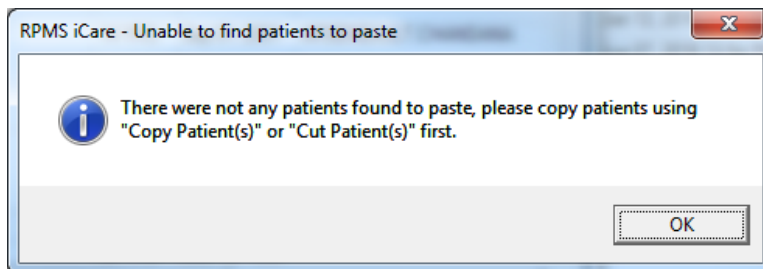 RPMS iCare - Unable to find patients to paste
There were not any patients found to paste, please copy patients using
"Copy Patient(s)" or "Cut Patient(s)" first.
OK